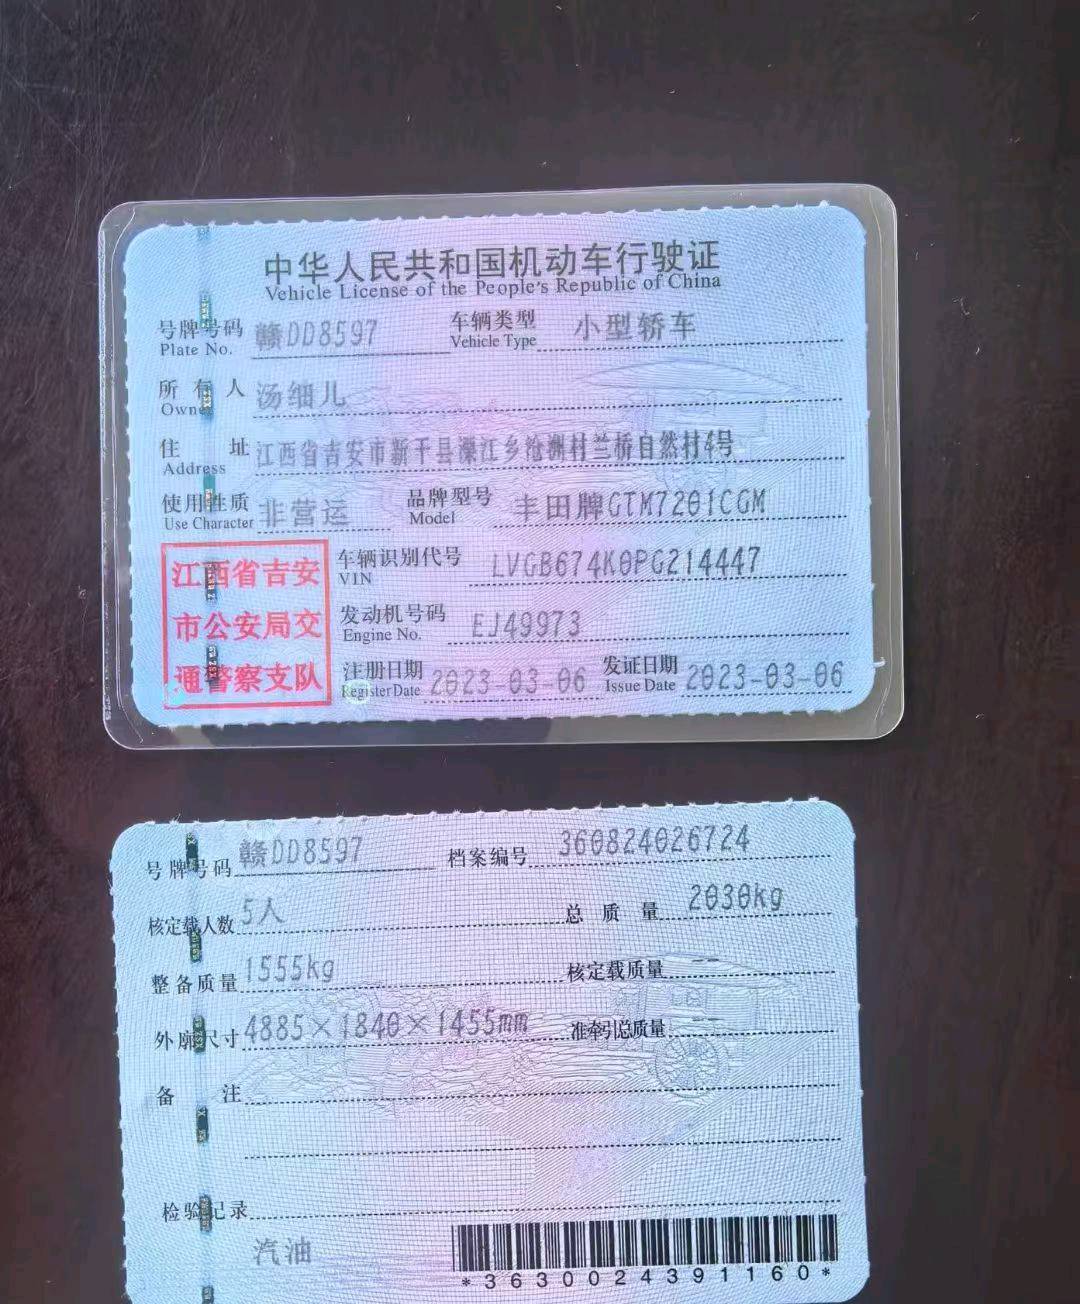 中华人民共和国机动车行驶证
Vehicle License of the People's Republic of China
号牌号码 赣DD8597 车辆类型 小型轿车
Plate No. Vehicle Type
所有人 汤细儿
Owner
住址 江西省吉安市新干县溧江乡沧洲村兰桥自然村4号
Address
使用性质 非营运 品牌型号 丰田牌GTM7201CGM
Use Character Model
江西省吉安
市公安局交
通警察支队
车辆识别代号 LVGB674K0PG214447
VIN
发动机号码 EJ49973
Engine No.
注册日期 2023-03-06 发证日期 2023-03-06
Register Date Issue Date
号牌号码 赣DD8597 档案编号 360824026724
核定载人数 5人 总质量 2030kg
整备质量 1555kg 核定载质量 --
外廓尺寸 4885×1840×1455mm 准牵引总质量 --
备注
检验记录
汽油
*3630024391160*